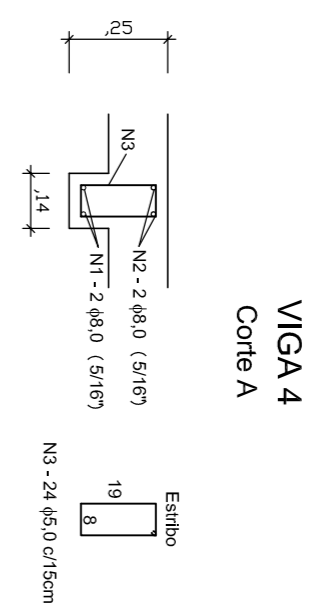 VIGA 4
Corte A
,25
,14
N3
N2 - 2 ϕ8,0 ( 5/16")
N1 - 2 ϕ8,0 ( 5/16")
Estribo
19
8
N3 - 24 ϕ5,0 c/15cm